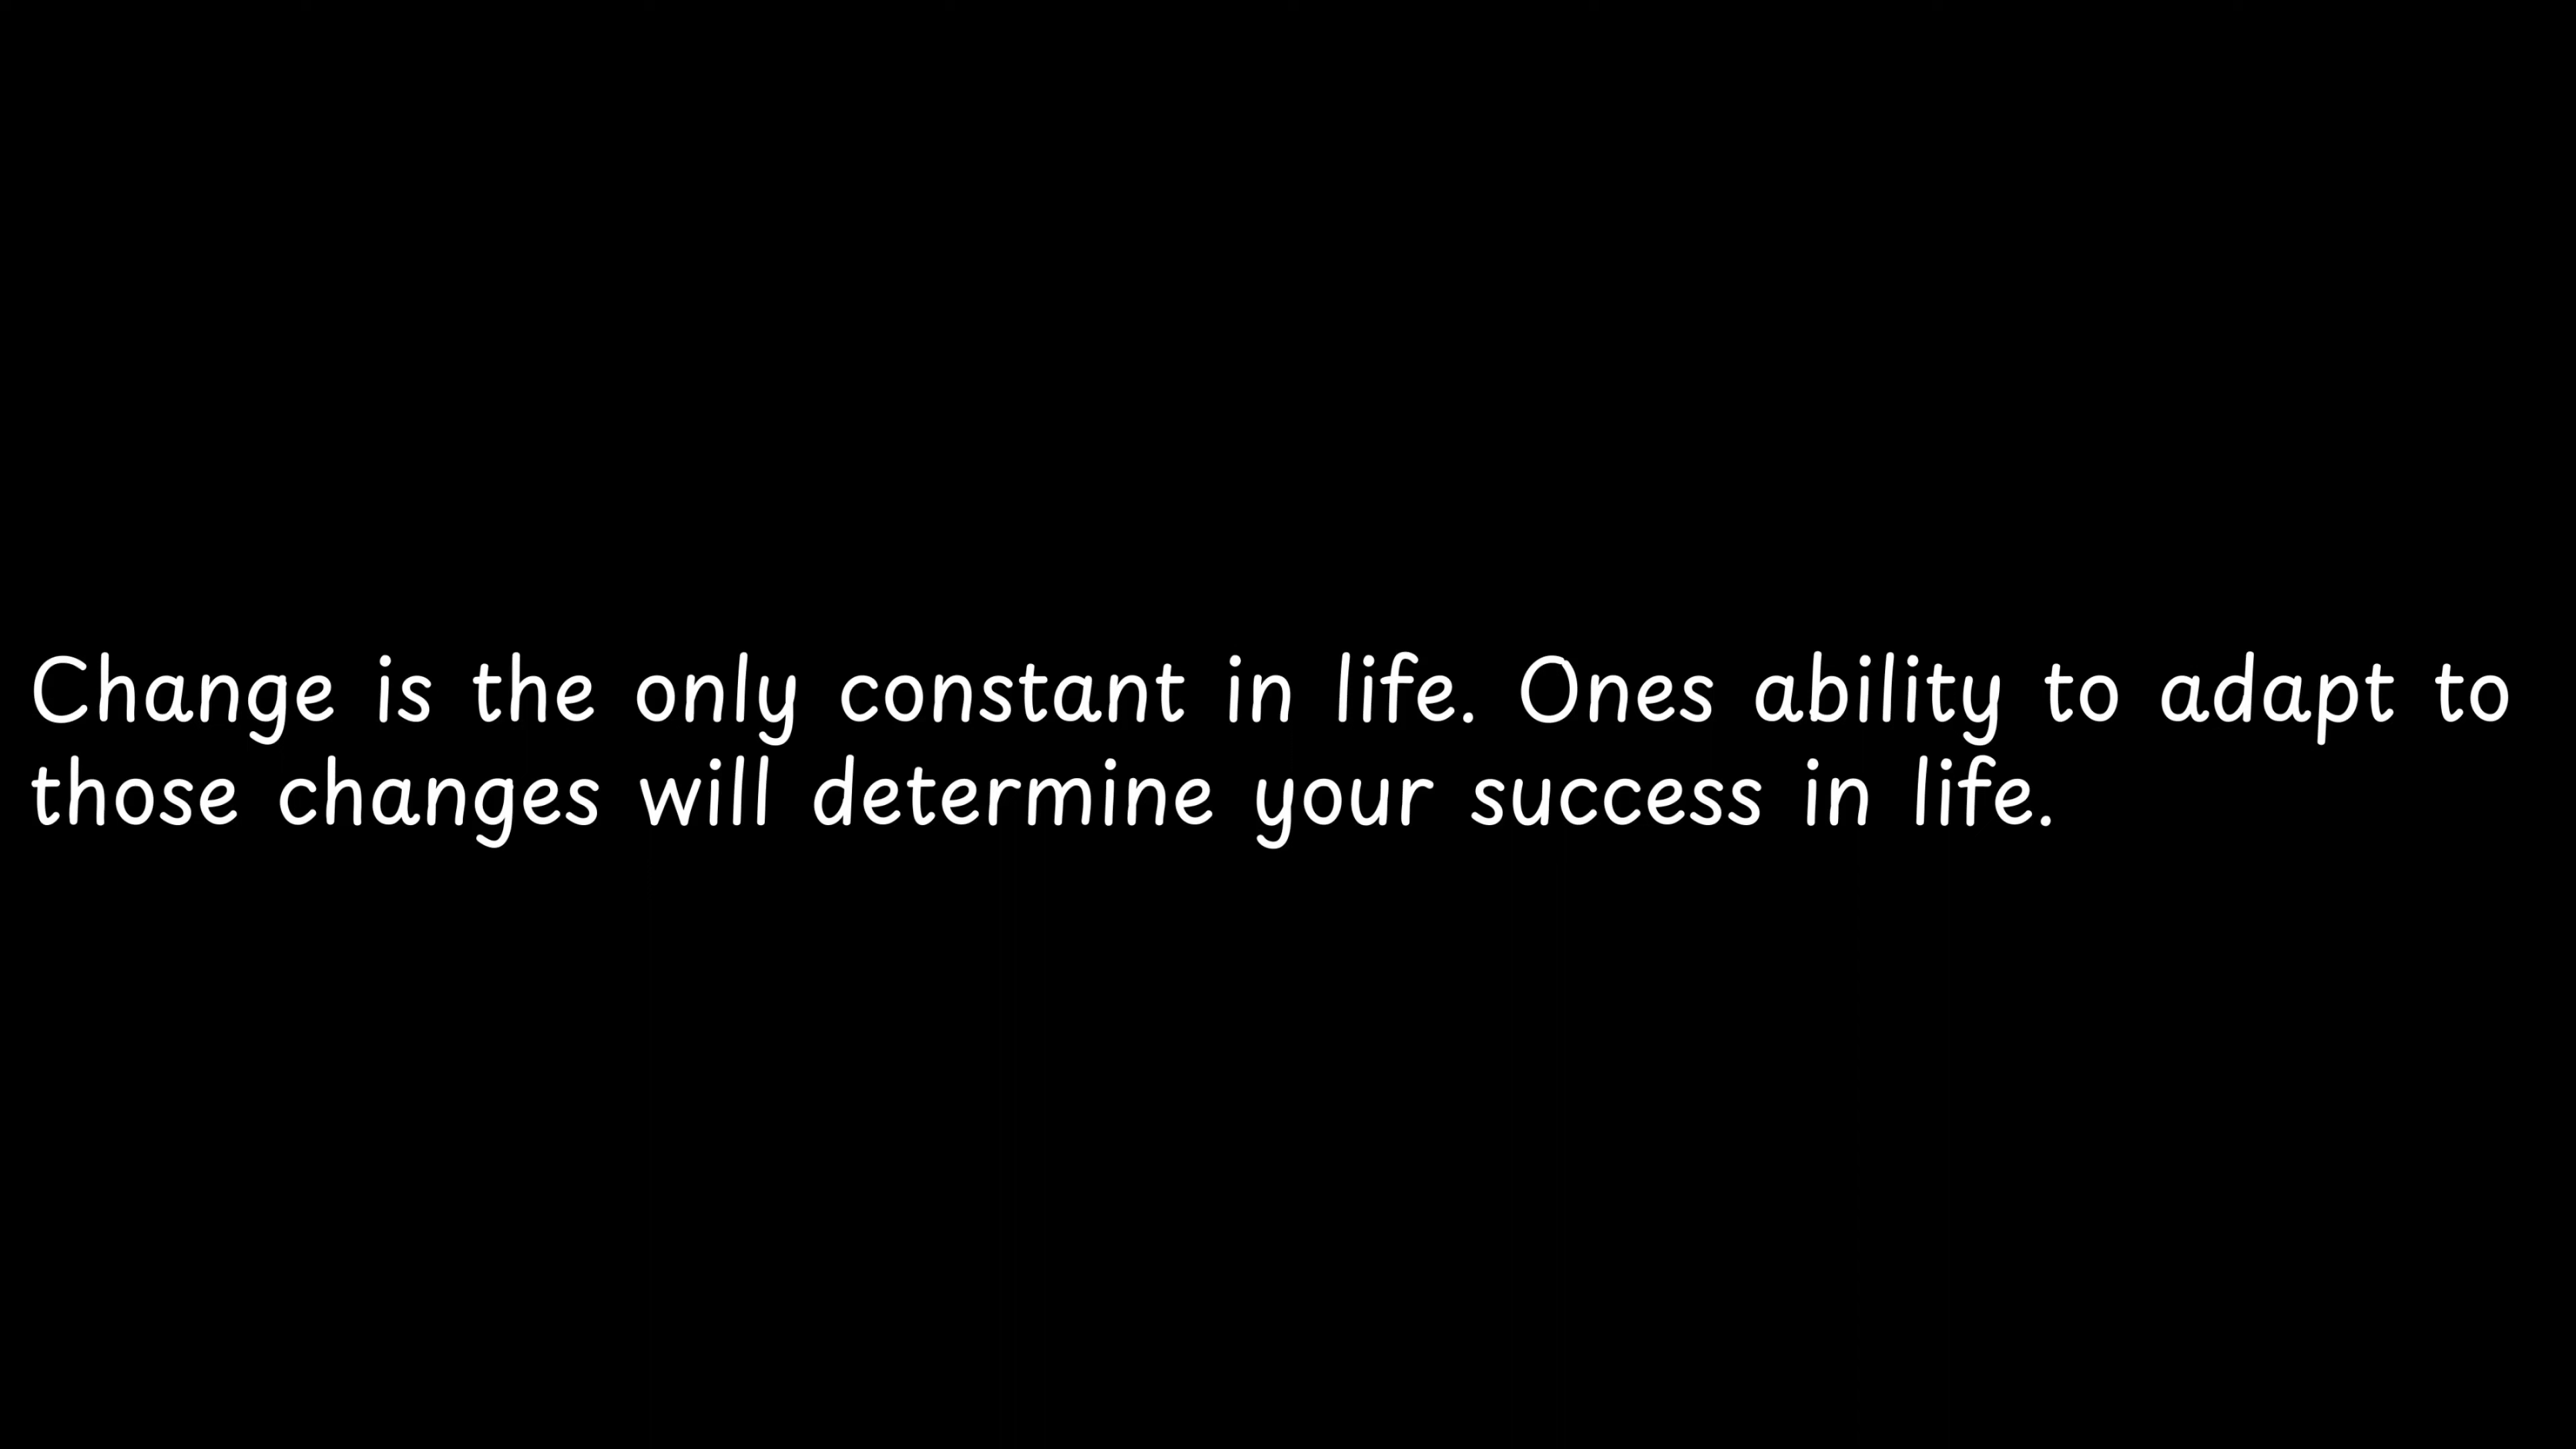 Change is the only constant in life. Ones ability to adapt to
those changes will determine your success in life.